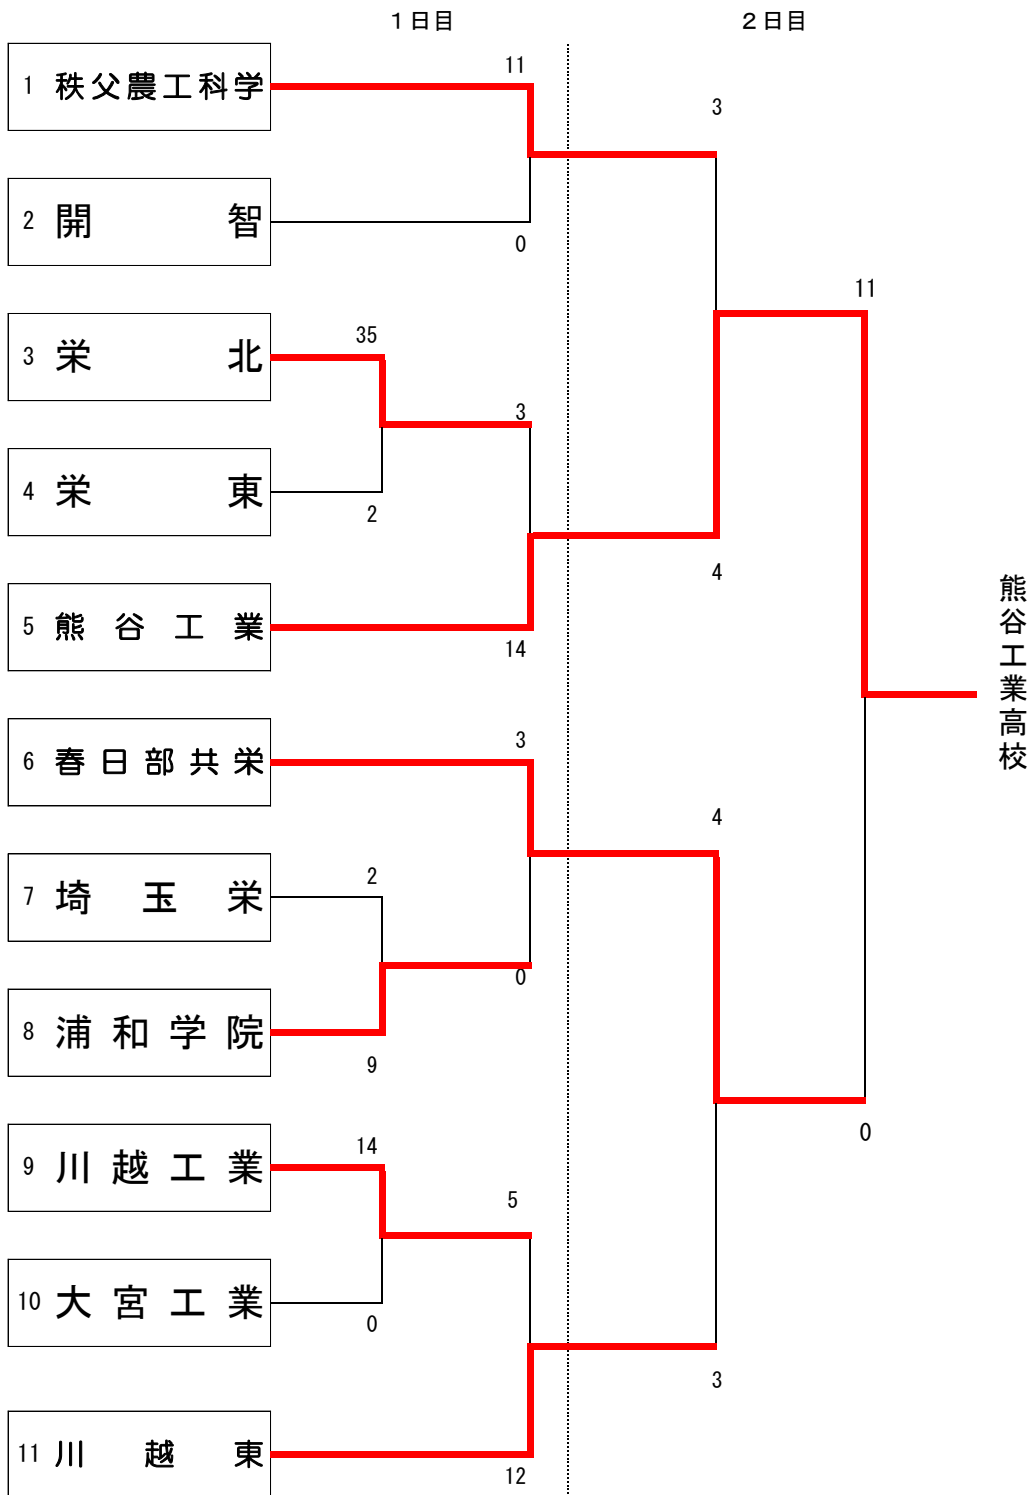 １日目
２日目
1 秩父農工科学
11
3
2 開智
0
11
3 栄北
35
3
4 栄東
2
4
5 熊谷工業
14
熊谷工業高校
6 春日部共栄
3
4
7 埼玉栄
2
0
8 浦和学院
9
0
9 川越工業
14
5
10 大宮工業
0
3
11 川越東
12